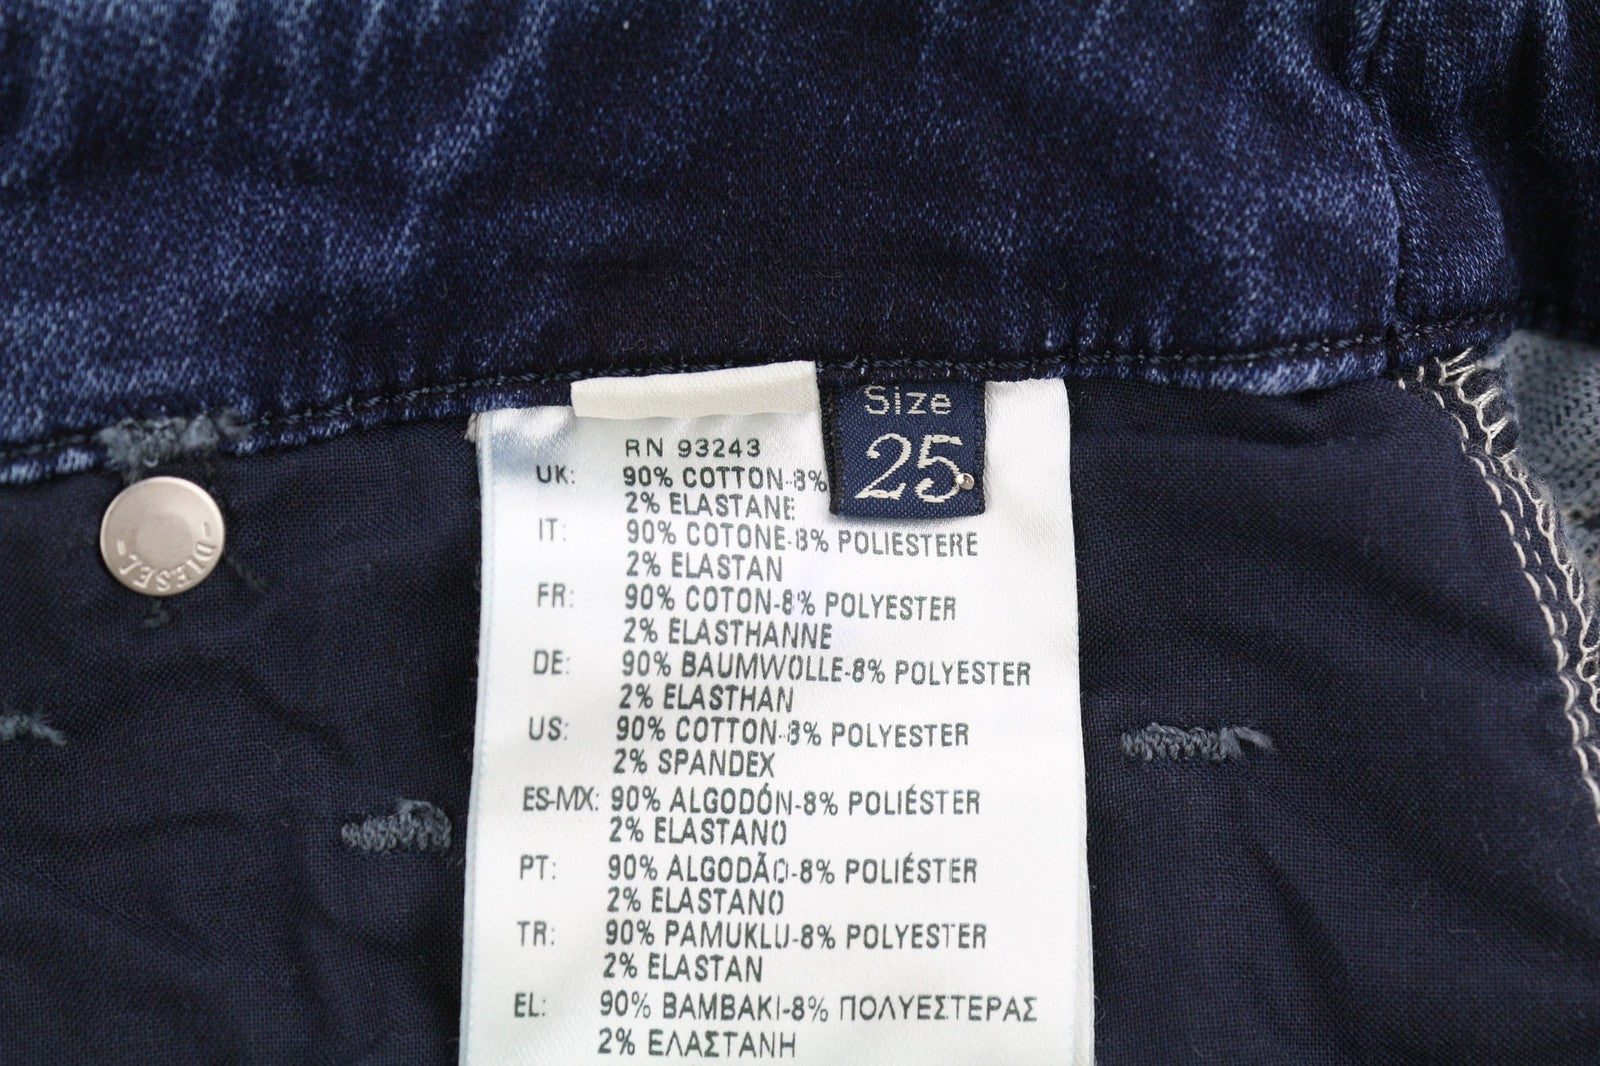 Size
25
RN 93243
UK: 90% COTTON-8%
2% ELASTANE
IT: 90% COTONE-8% POLIESTERE
2% ELASTAN
FR: 90% COTON-8% POLYESTER
2% ELASTHANNE
DE: 90% BAUMWOLLE-8% POLYESTER
2% ELASTHAN
US: 90% COTTON-8% POLYESTER
2% SPANDEX
ES-MX: 90% ALGODÓN-8% POLIÉSTER
2% ELASTANO
PT: 90% ALGODÃO-8% POLIÉSTER
2% ELASTANO
TR: 90% PAMUKLU-8% POLYESTER
2% ELASTAN
EL: 90% ΒΑΜΒΑΚΙ-8% ΠΟΛΥΕΣΤΕΡΑΣ
2% ΕΛΑΣΤΑΝΗ
DIESEL